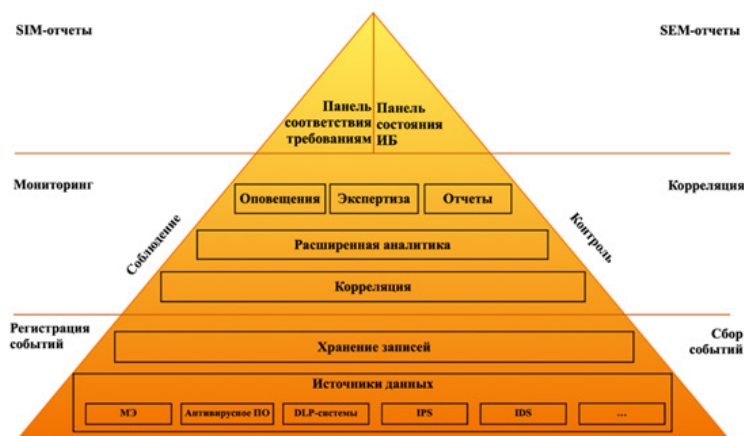 SIM-отчеты
SEM-отчеты
Панель соответствия требованиям
Панель состояния ИБ
Мониторинг
Корреляция
Оповещения
Экспертиза
Отчеты
Соблюдение
Контроль
Расширенная аналитика
Корреляция
Регистрация событий
Сбор событий
Хранение записей
Источники данных
МЭ
Антивирусное ПО
DLP-системы
IPS
IDS
...